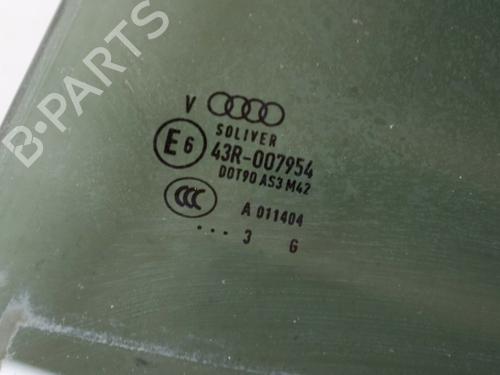 V
SOLIVER
E6 43R-007954
DOT90 AS3 M42
CCC
A 011404
... 3 G
B-PARTS